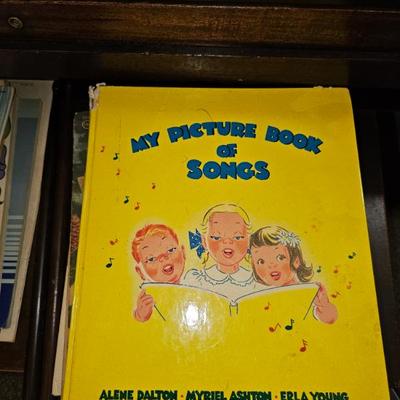 MY PICTURE BOOK
OF
SONGS
ALENE DALTON · MYRIEL ASHTON · ERLA YOUNG